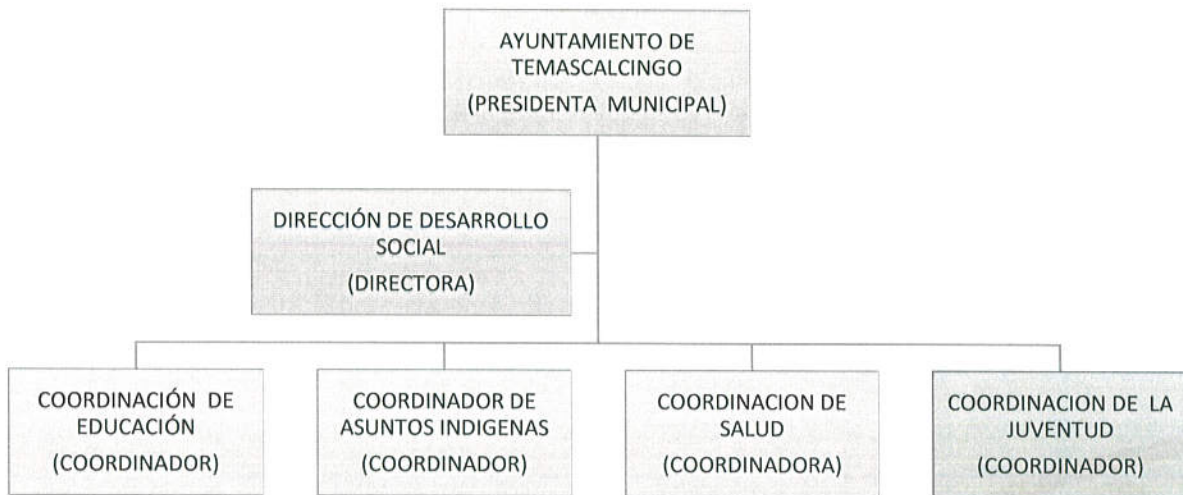 AYUNTAMIENTO DE
TEMASCALCINGO
(PRESIDENTA MUNICIPAL)
DIRECCIÓN DE DESARROLLO
SOCIAL
(DIRECTORA)
COORDINACIÓN DE
EDUCACIÓN
(COORDINADOR)
COORDINADOR DE
ASUNTOS INDIGENAS
(COORDINADOR)
COORDINACION DE
SALUD
(COORDINADORA)
COORDINACION DE LA
JUVENTUD
(COORDINADOR)